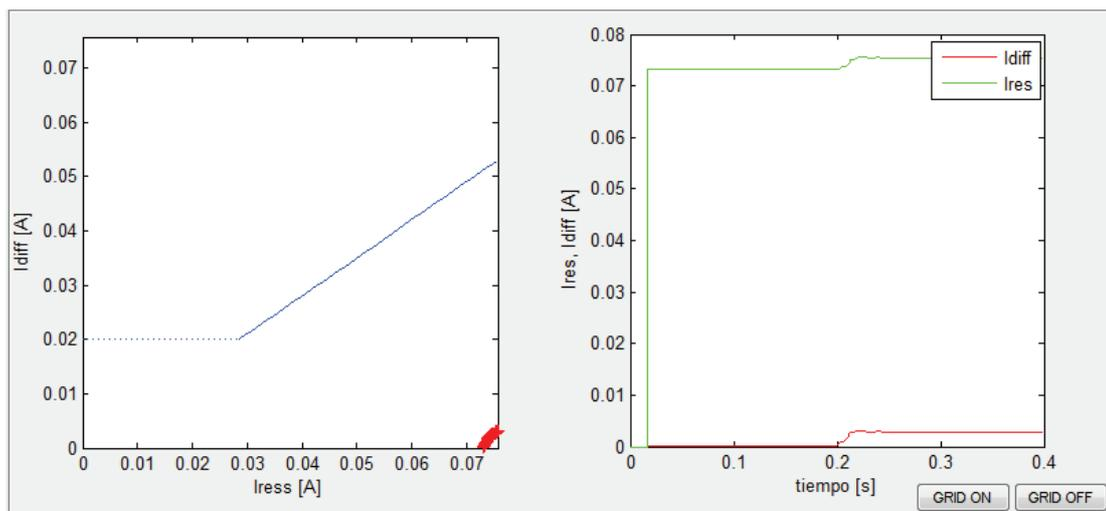 0.07
0.06
0.05
0.04
0.03
0.02
0.01
0
Idiff [A]
0 0.01 0.02 0.03 0.04 0.05 0.06 0.07
Iress [A]
0.08
0.07
0.06
0.05
0.04
0.03
0.02
0.01
0
Ires, Idiff [A]
Idiff
Ires
0 0.1 0.2 0.3 0.4
tiempo [s]
GRID ON GRID OFF